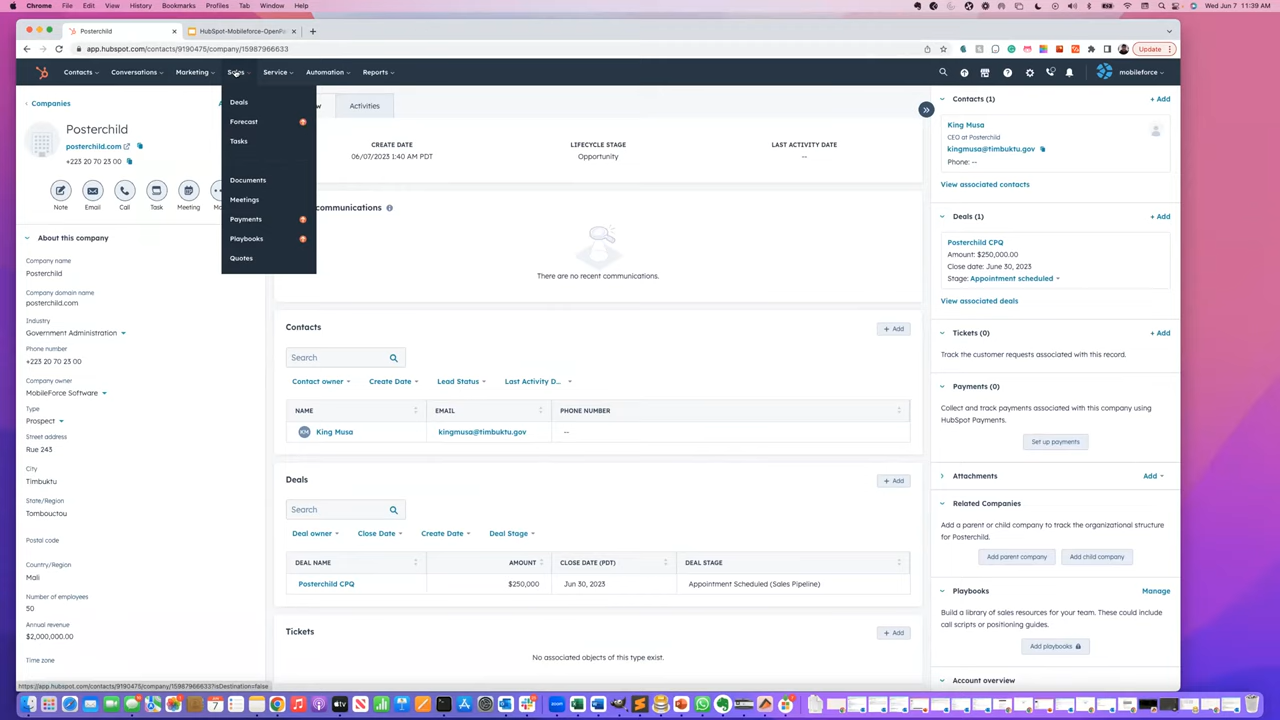 Chrome File Edit View History Bookmarks Profiles Tab Window Help
Wed Jun 7 11:39 AM
Posterchild
HubSpot-Mobileforce-OpenF
app.hubspot.com/contacts/9190475/company/15987966633
Update
Contacts Conversations Marketing Sales Service Automation Reports
mobileforce
Companies
Posterchild
posterchild.com
+223 20 70 23 00
Note Email Call Task Meeting
About this company
Company name
Posterchild
Company domain name
posterchild.com
Industry
Government Administration
Phone number
+223 20 70 23 00
Company owner
MobileForce Software
Type
Prospect
Street address
Rue 243
City
Timbuktu
State/Region
Tombouctou
Postal code
Country/Region
Mali
Number of employees
50
Annual revenue
$2,000,000.00
Time zone
https://app.hubspot.com/contacts/9190475/company/15987966633?isDestination=false
Deals
Forecast
Tasks
Documents
Meetings
Payments
Playbooks
Quotes
Activities
CREATE DATE
06/07/2023 1:40 AM PDT
LIFECYCLE STAGE
Opportunity
LAST ACTIVITY DATE
--
communications
There are no recent communications.
Contacts
+ Add
Search
Contact owner Create Date Lead Status Last Activity D...
NAME EMAIL PHONE NUMBER
KM King Musa kingmusa@timbuktu.gov --
Deals
+ Add
Search
Deal owner Close Date Create Date Deal Stage
DEAL NAME AMOUNT CLOSE DATE (PDT) DEAL STAGE
Posterchild CPQ $250,000 Jun 30, 2023 Appointment Scheduled (Sales Pipeline)
Tickets
+ Add
No associated objects of this type exist.
Contacts (1)
+ Add
King Musa
CEO at Posterchild
kingmusa@timbuktu.gov
Phone: --
View associated contacts
Deals (1)
+ Add
Posterchild CPQ
Amount: $250,000.00
Close date: June 30, 2023
Stage: Appointment scheduled
View associated deals
Tickets (0)
+ Add
Track the customer requests associated with this record.
Payments (0)
Collect and track payments associated with this company using
HubSpot Payments.
Set up payments
Attachments
Add
Related Companies
Add a parent or child company to track the organizational structure
for Posterchild.
Add parent company Add child company
Playbooks
Manage
Build a library of sales resources for your team. These could include
call scripts or positioning guides.
Add playbooks
Account overview